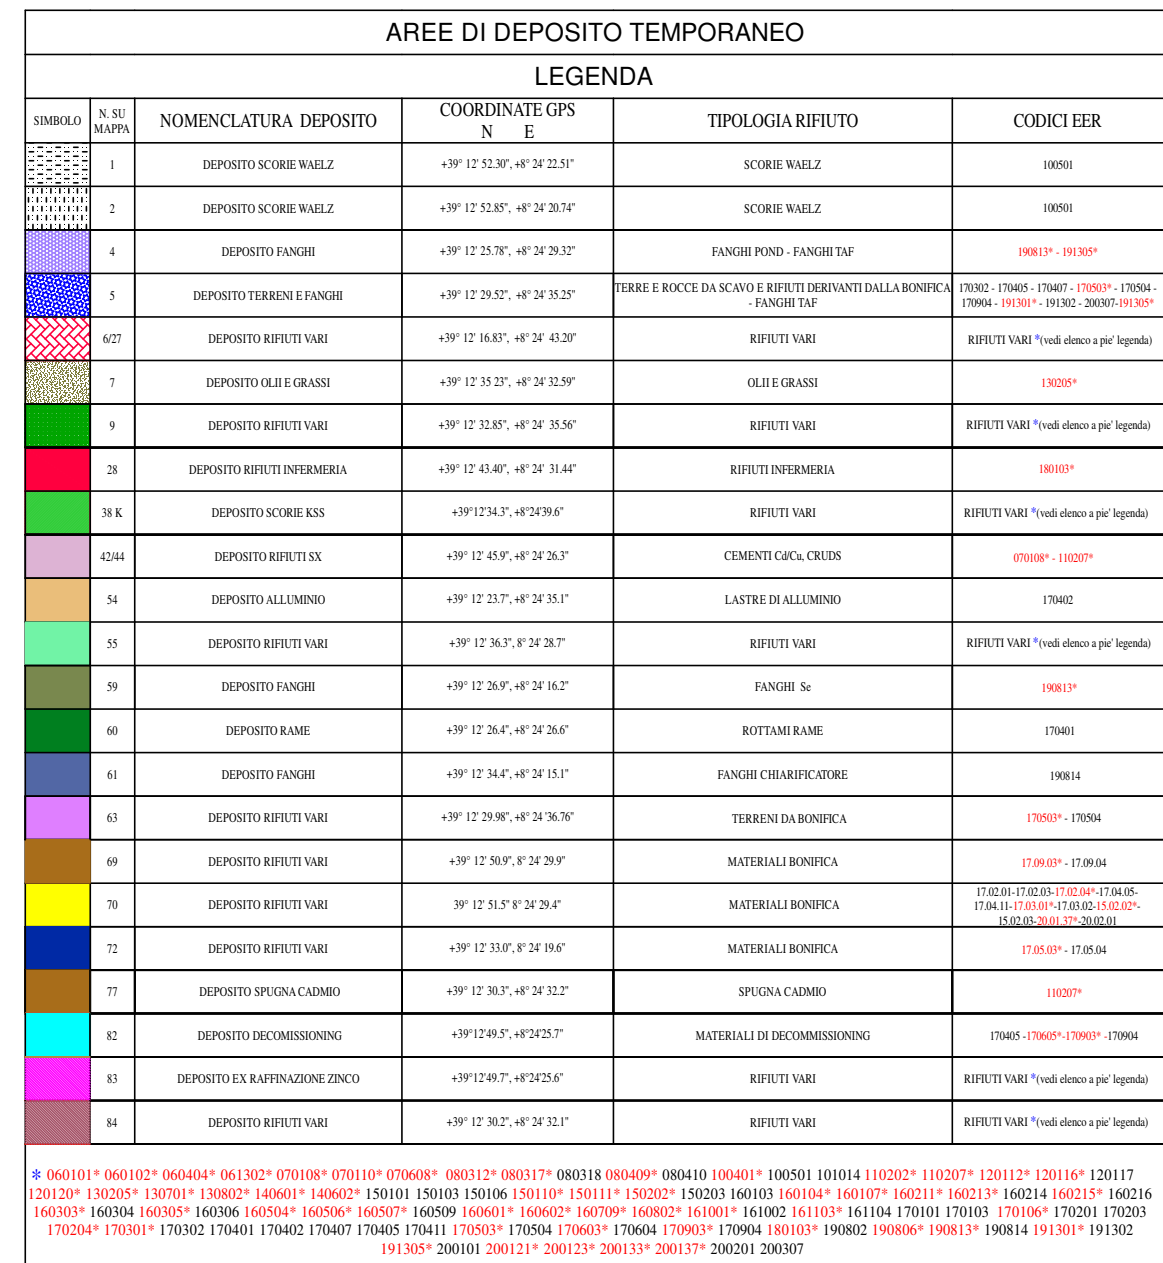 AREE DI DEPOSITO TEMPORANEO
LEGENDA
SIMBOLO N. SU MAPPA NOMENCLATURA DEPOSITO COORDINATE GPS N E TIPOLOGIA RIFIUTO CODICI EER
1 DEPOSITO SCORIE WAELZ +39° 12' 52.30", +8° 24' 22.51" SCORIE WAELZ 100501
2 DEPOSITO SCORIE WAELZ +39° 12' 52.85", +8° 24' 20.74" SCORIE WAELZ 100501
4 DEPOSITO FANGHI +39° 12' 25.78", +8° 24' 29.32" FANGHI POND - FANGHI TAF 190813* - 191305*
5 DEPOSITO TERRENI E FANGHI +39° 12' 29.52", +8° 24' 35.25" TERRE E ROCCE DA SCAVO E RIFIUTI DERIVANTI DALLA BONIFICA - FANGHI TAF 170302 - 170405 - 170407 - 170503* - 170504 - 170904 - 191301* - 191302 - 200307-191305*
6/27 DEPOSITO RIFIUTI VARI +39° 12' 16.83", +8° 24' 43.20" RIFIUTI VARI RIFIUTI VARI *(vedi elenco a pie' legenda)
7 DEPOSITO OLII E GRASSI +39° 12' 35 23", +8° 24' 32.59" OLII E GRASSI 130205*
9 DEPOSITO RIFIUTI VARI +39° 12' 32.85", +8° 24' 35.56" RIFIUTI VARI RIFIUTI VARI *(vedi elenco a pie' legenda)
28 DEPOSITO RIFIUTI INFERMERIA +39° 12' 43.40", +8° 24' 31.44" RIFIUTI INFERMERIA 180103*
38 K DEPOSITO SCORIE KSS +39°12'34.3", +8°24'39.6" RIFIUTI VARI RIFIUTI VARI *(vedi elenco a pie' legenda)
42/44 DEPOSITO RIFIUTI SX +39° 12' 45.9", +8° 24' 26.3" CEMENTI Cd/Cu, CRUDS 070108* - 110207*
54 DEPOSITO ALLUMINIO +39° 12' 23.7", +8° 24' 35.1" LASTRE DI ALLUMINIO 170402
55 DEPOSITO RIFIUTI VARI +39° 12' 36.3", 8° 24' 28.7" RIFIUTI VARI RIFIUTI VARI *(vedi elenco a pie' legenda)
59 DEPOSITO FANGHI +39° 12' 26.9", +8° 24' 16.2" FANGHI Se 190813*
60 DEPOSITO RAME +39° 12' 26.4", +8° 24' 26.6" ROTTAMI RAME 170401
61 DEPOSITO FANGHI +39° 12' 34.4", +8° 24' 15.1" FANGHI CHIARIFICATORE 190814
63 DEPOSITO RIFIUTI VARI +39° 12' 29.98", +8° 24 '36.76" TERRENI DA BONIFICA 170503* - 170504
69 DEPOSITO RIFIUTI VARI +39° 12' 50.9", 8° 24' 29.9" MATERIALI BONIFICA 17.09.03* - 17.09.04
70 DEPOSITO RIFIUTI VARI 39° 12' 51.5" 8° 24' 29.4" MATERIALI BONIFICA 17.02.01-17.02.03-17.02.04*-17.04.05-17.04.11-17.03.01*-17.03.02-15.02.02*-15.02.03-20.01.37*-20.02.01
72 DEPOSITO RIFIUTI VARI +39° 12' 33.0", 8° 24' 19.6" MATERIALI BONIFICA 17.05.03* - 17.05.04
77 DEPOSITO SPUGNA CADMIO +39° 12' 30.3", +8° 24' 32.2" SPUGNA CADMIO 110207*
82 DEPOSITO DECOMISSIONING +39°12'49.5", +8°24'25.7" MATERIALI DI DECOMMISSIONING 170405 -170605*-170903* -170904
83 DEPOSITO EX RAFFINAZIONE ZINCO +39°12'49.7", +8°24'25.6" RIFIUTI VARI RIFIUTI VARI *(vedi elenco a pie' legenda)
84 DEPOSITO RIFIUTI VARI +39° 12' 30.2", +8° 24' 32.1" RIFIUTI VARI RIFIUTI VARI *(vedi elenco a pie' legenda)
* 060101* 060102* 060404* 061302* 070108* 070110* 070608* 080312* 080317* 080318 080409* 080410 100401* 100501 101014 110202* 110207* 120112* 120116* 120117
120120* 130205* 130701* 130802* 140601* 140602* 150101 150103 150106 150110* 150111* 150202* 150203 160103 160104* 160107* 160211* 160213* 160214 160215* 160216
160303* 160304 160305* 160306 160504* 160506* 160507* 160509 160601* 160602* 160709* 160802* 161001* 161002 161103* 161104 170101 170103 170106* 170201 170203
170204* 170301* 170302 170401 170402 170407 170405 170411 170503* 170504 170603* 170604 170903* 170904 180103* 190802 190806* 190813* 190814 191301* 191302
191305* 200101 200121* 200123* 200133* 200137* 200201 200307